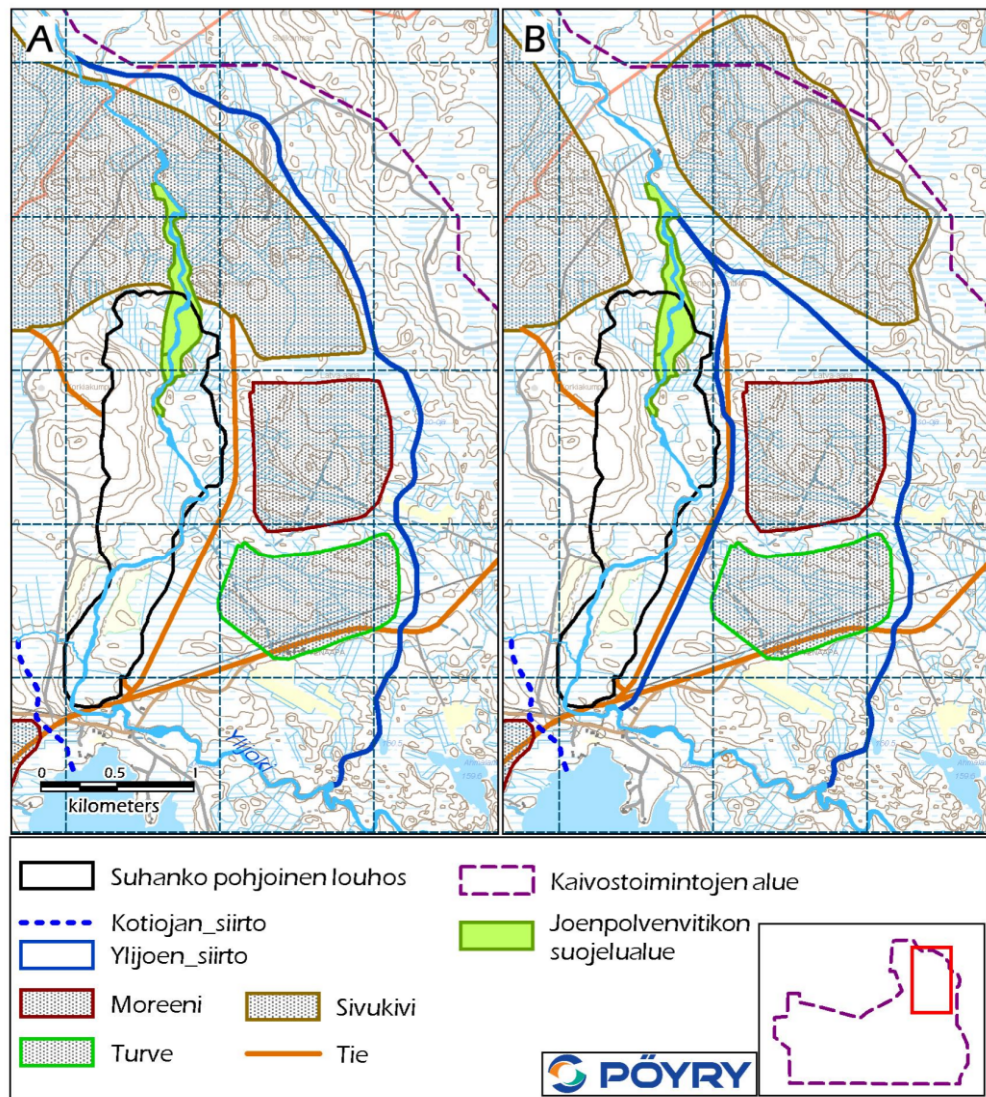 A
B
Ylijoki
0 0.5 1
kilometers
Suhanko pohjoinen louhos
Kotiojan_siirto
Ylijoen_siirto
Moreeni
Turve
Sivukivi
Tie
Kaivostoimintojen alue
Joenpolvenvitikon
suojelualue
PÖYRY